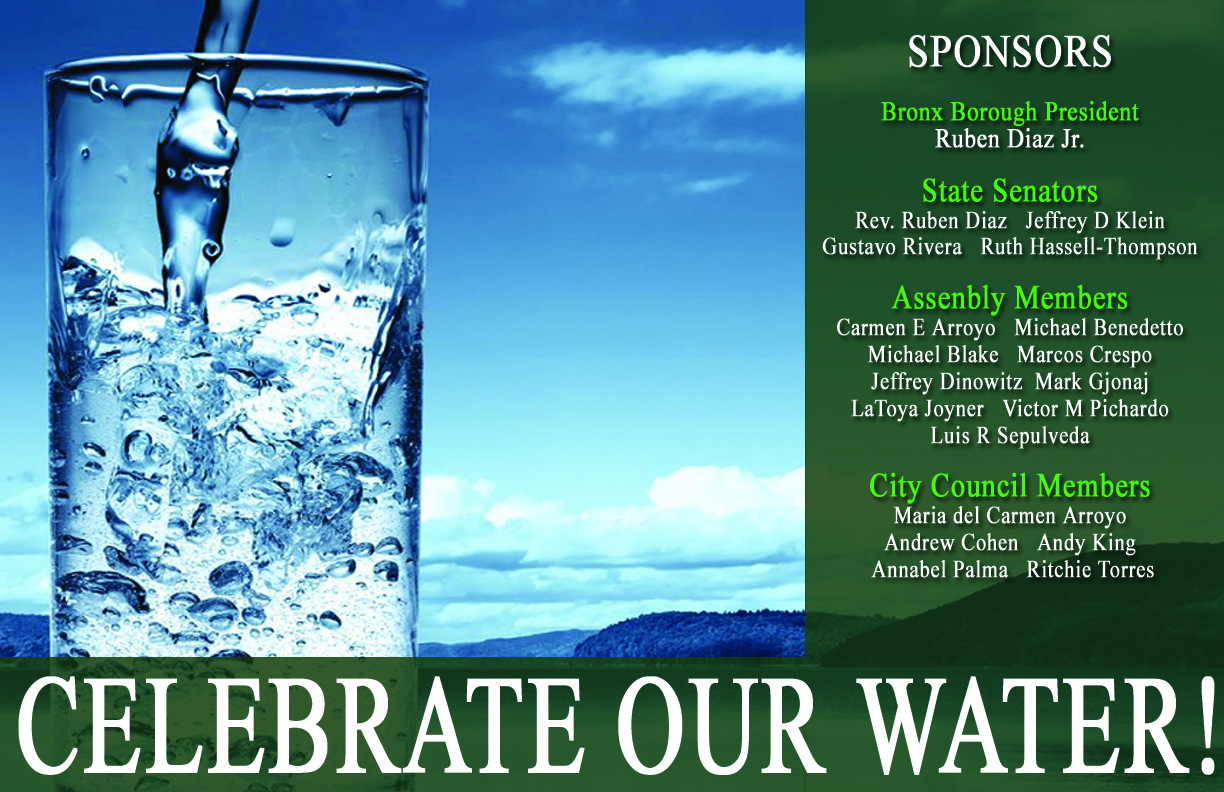 SPONSORS
Bronx Borough President
Ruben Diaz Jr.
State Senators
Rev. Ruben Diaz Jeffrey D Klein
Gustavo Rivera Ruth Hassell-Thompson
Assenbly Members
Carmen E Arroyo Michael Benedetto
Michael Blake Marcos Crespo
Jeffrey Dinowitz Mark Gjonaj
LaToya Joyner Victor M Pichardo
Luis R Sepulveda
City Council Members
Maria del Carmen Arroyo
Andrew Cohen Andy King
Annabel Palma Ritchie Torres
CELEBRATE OUR WATER!